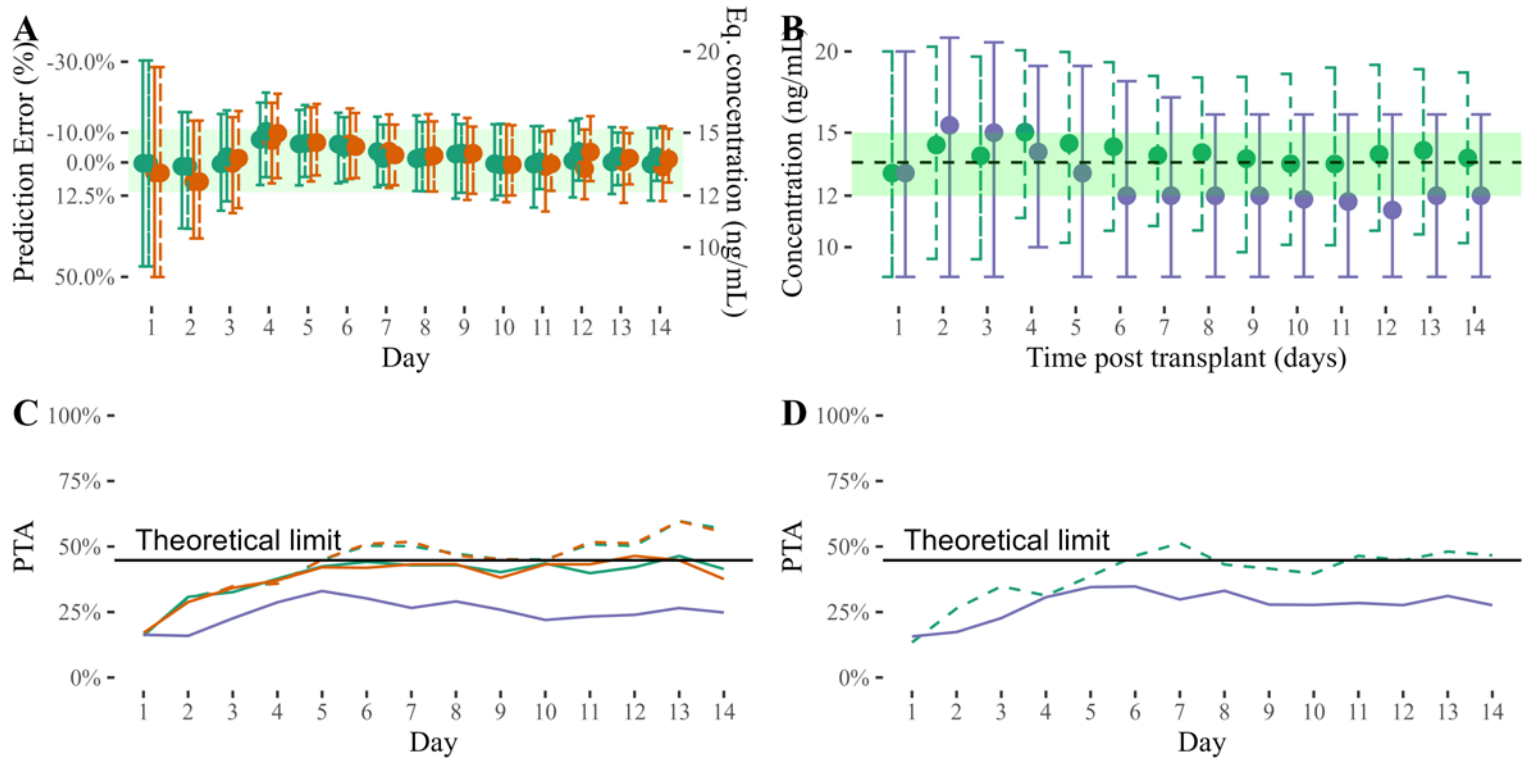 A
Prediction Error (%)
-30.0%
-10.0%
0.0%
12.5%
50.0%
20
15
12
10
Eq. concentration (ng/mL)
1 2 3 4 5 6 7 8 9 10 11 12 13 14
Day
B
Concentration (ng/mL)
20
15
12
10
1 2 3 4 5 6 7 8 9 10 11 12 13 14
Time post transplant (days)
C
PTA
100%
75%
50%
25%
0%
Theoretical limit
1 2 3 4 5 6 7 8 9 10 11 12 13 14
Day
D
PTA
100%
75%
50%
25%
0%
Theoretical limit
1 2 3 4 5 6 7 8 9 10 11 12 13 14
Day